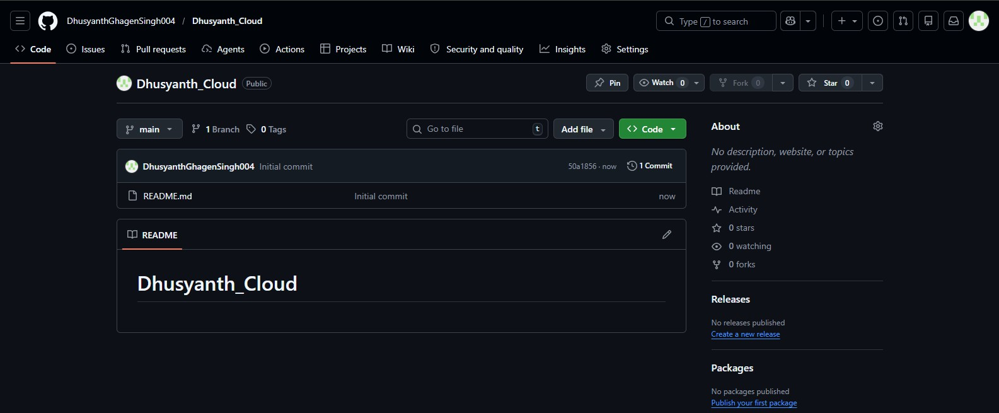 DhusyanthGhagenSingh004 / Dhusyanth_Cloud
Type / to search
Code Issues Pull requests Agents Actions Projects Wiki Security and quality Insights Settings
Dhusyanth_Cloud Public
Pin Watch 0 Fork 0 Star 0
main 1 Branch 0 Tags Go to file t Add file Code
DhusyanthGhagenSingh004 Initial commit 50a1856 · now 1 Commit
README.md Initial commit now
README
Dhusyanth_Cloud
About
No description, website, or topics
provided.
Readme
Activity
0 stars
0 watching
0 forks
Releases
No releases published
Create a new release
Packages
No packages published
Publish your first package